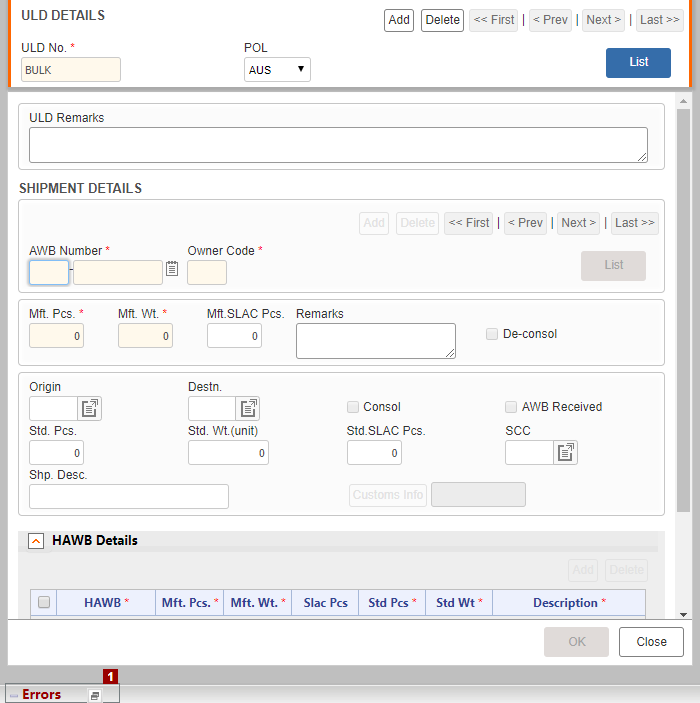 ULD DETAILS
Add Delete << First | < Prev | Next > | Last >>
ULD No. * POL
BULK AUS List
ULD Remarks
SHIPMENT DETAILS
Add Delete << First | < Prev | Next > | Last >>
AWB Number * Owner Code *
- List
Mft. Pcs. * Mft. Wt. * Mft.SLAC Pcs. Remarks
0 0 0 De-consol
Origin Destn.
Consol AWB Received
Std. Pcs. Std. Wt.(unit) Std.SLAC Pcs. SCC
0 0 0
Shp. Desc.
Customs Info
HAWB Details
Add Delete
HAWB * Mft. Pcs. * Mft. Wt. * Slac Pcs Std Pcs * Std Wt * Description *
OK Close
1
Errors